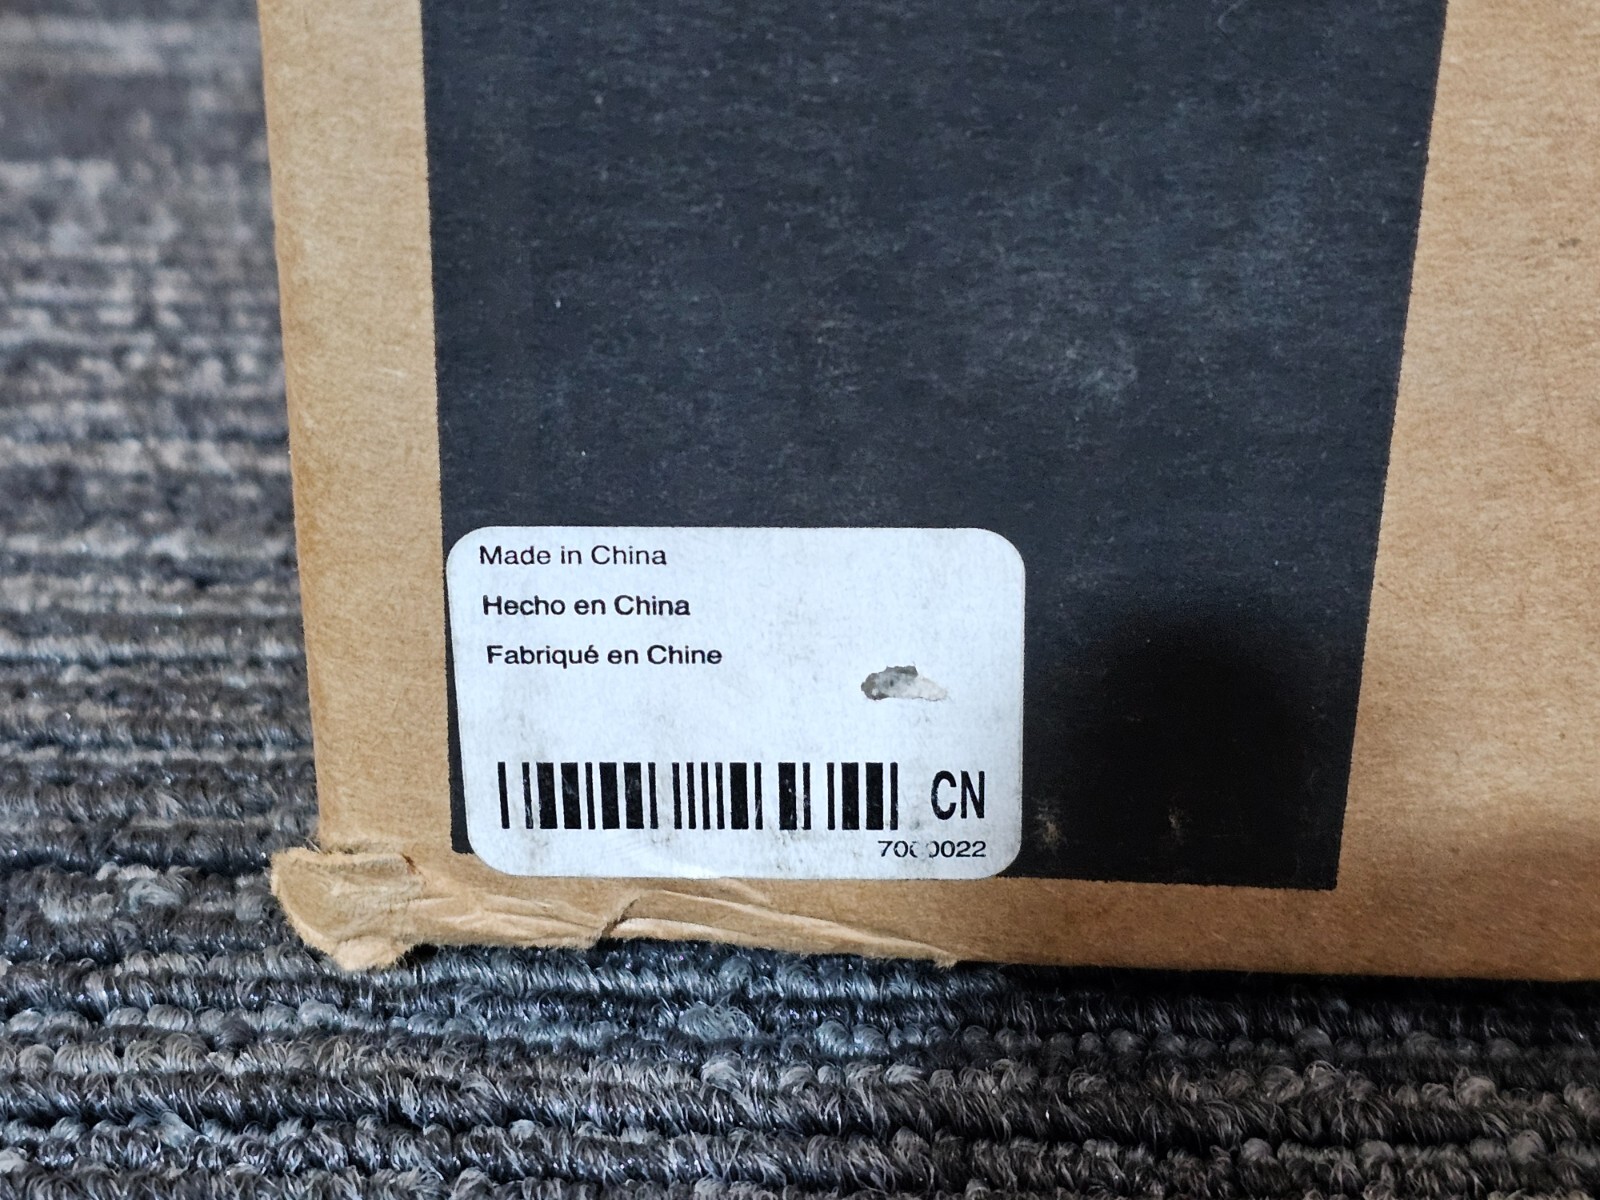 Made in China
Hecho en China
Fabriqué en Chine
CN